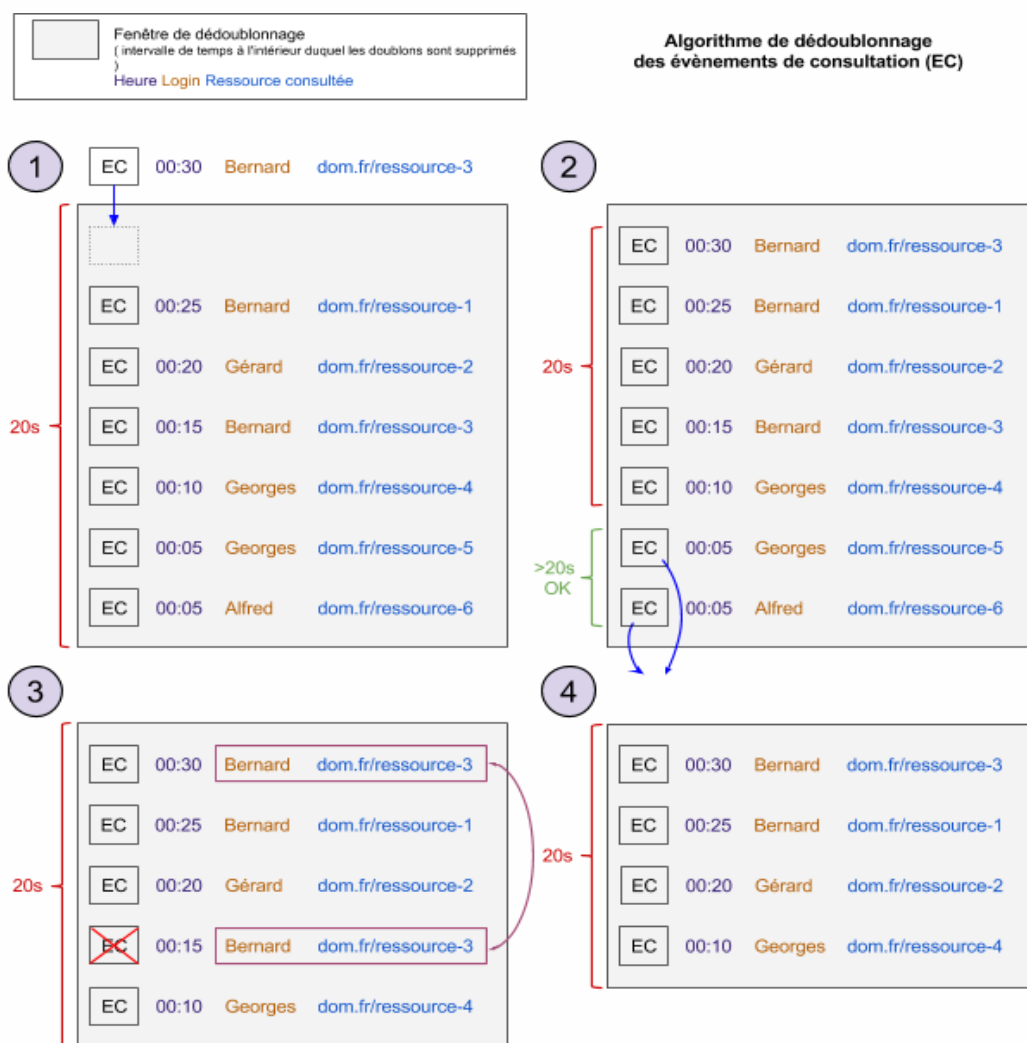 Fenêtre de dédoublonnage
( intervalle de temps à l'intérieur duquel les doublons sont supprimés
)
Heure Login Ressource consultée
Algorithme de dédoublonnage
des évènements de consultation (EC)
1
EC 00:30 Bernard dom.fr/ressource-3
20s
EC 00:25 Bernard dom.fr/ressource-1
EC 00:20 Gérard dom.fr/ressource-2
EC 00:15 Bernard dom.fr/ressource-3
EC 00:10 Georges dom.fr/ressource-4
EC 00:05 Georges dom.fr/ressource-5
EC 00:05 Alfred dom.fr/ressource-6
2
EC 00:30 Bernard dom.fr/ressource-3
EC 00:25 Bernard dom.fr/ressource-1
20s
EC 00:20 Gérard dom.fr/ressource-2
EC 00:15 Bernard dom.fr/ressource-3
EC 00:10 Georges dom.fr/ressource-4
>20s
OK
EC 00:05 Georges dom.fr/ressource-5
EC 00:05 Alfred dom.fr/ressource-6
3
EC 00:30 Bernard dom.fr/ressource-3
EC 00:25 Bernard dom.fr/ressource-1
20s
EC 00:20 Gérard dom.fr/ressource-2
EC 00:15 Bernard dom.fr/ressource-3
EC 00:10 Georges dom.fr/ressource-4
4
EC 00:30 Bernard dom.fr/ressource-3
EC 00:25 Bernard dom.fr/ressource-1
20s
EC 00:20 Gérard dom.fr/ressource-2
EC 00:10 Georges dom.fr/ressource-4